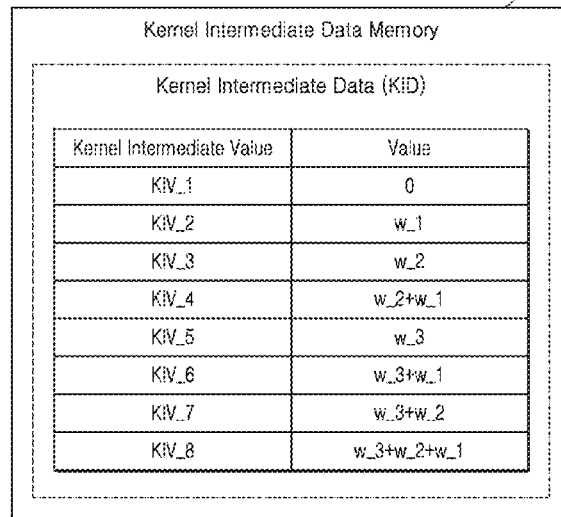 Kernel Intermediate Data Memory
Kernel Intermediate Data (KID)
Kernel Intermediate Value Value
KIV_1 0
KIV_2 w_1
KIV_3 w_2
KIV_4 w_2+w_1
KIV_5 w_3
KIV_6 w_3+w_1
KIV_7 w_3+w_2
KIV_8 w_3+w_2+w_1